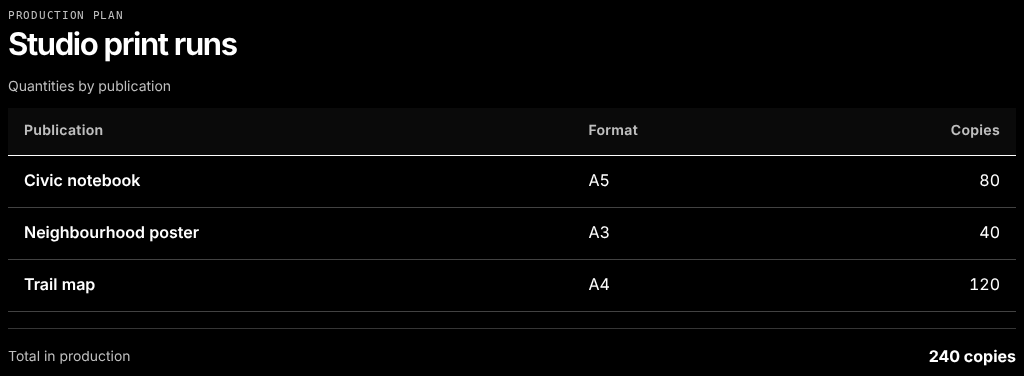 PRODUCTION PLAN
Studio print runs
Quantities by publication
Publication Format Copies
Civic notebook A5 80
Neighbourhood poster A3 40
Trail map A4 120
Total in production 240 copies